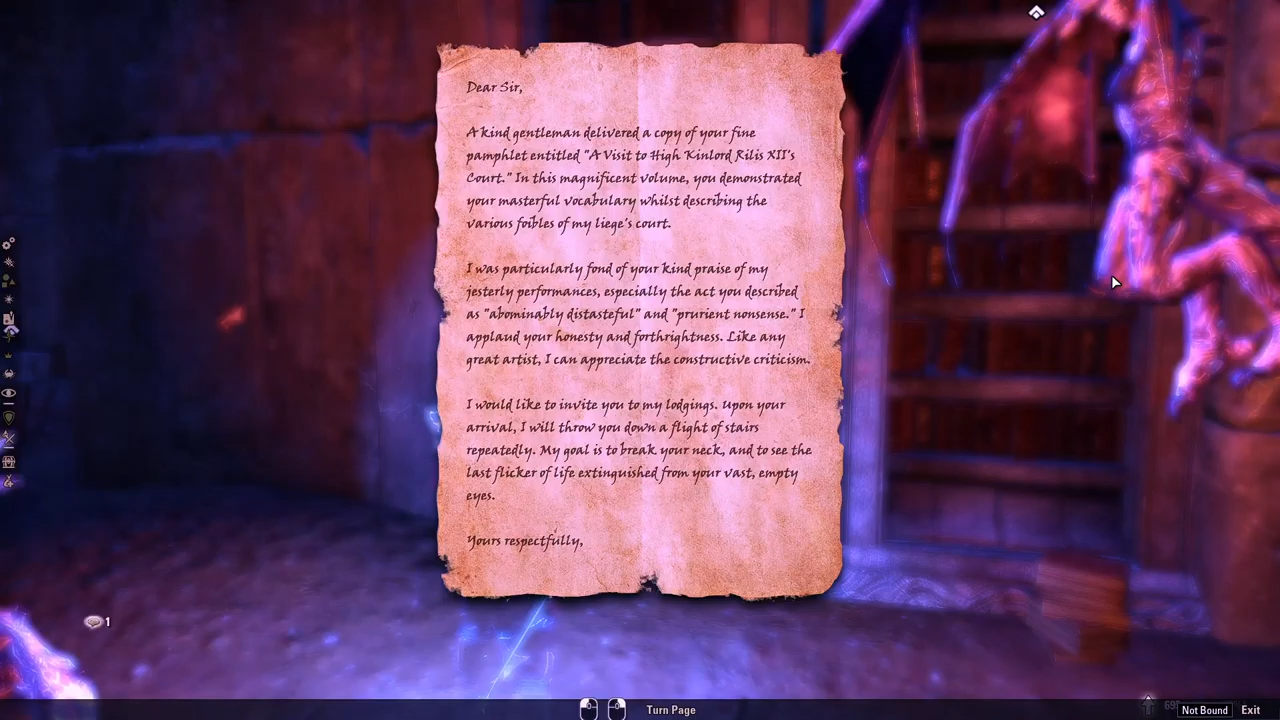 Dear Sir,
A kind gentleman delivered a copy of your fine
pamphlet entitled "A Visit to High Kinlord Rilis XII's
Court." In this magnificent volume, you demonstrated
your masterful vocabulary whilst describing the
various foibles of my liege's court.
I was particularly fond of your kind praise of my
jesterly performances, especially the act you described
as "abominably distasteful" and "prurient nonsense." I
applaud your honesty and forthrightness. Like any
great artist, I can appreciate the constructive criticism.
I would like to invite you to my lodgings. Upon your
arrival, I will throw you down a flight of stairs
repeatedly. My goal is to break your neck, and to see the
last flicker of life extinguished from your vast, empty
eyes.
Yours respectfully,
1
Turn Page
Not Bound
Exit